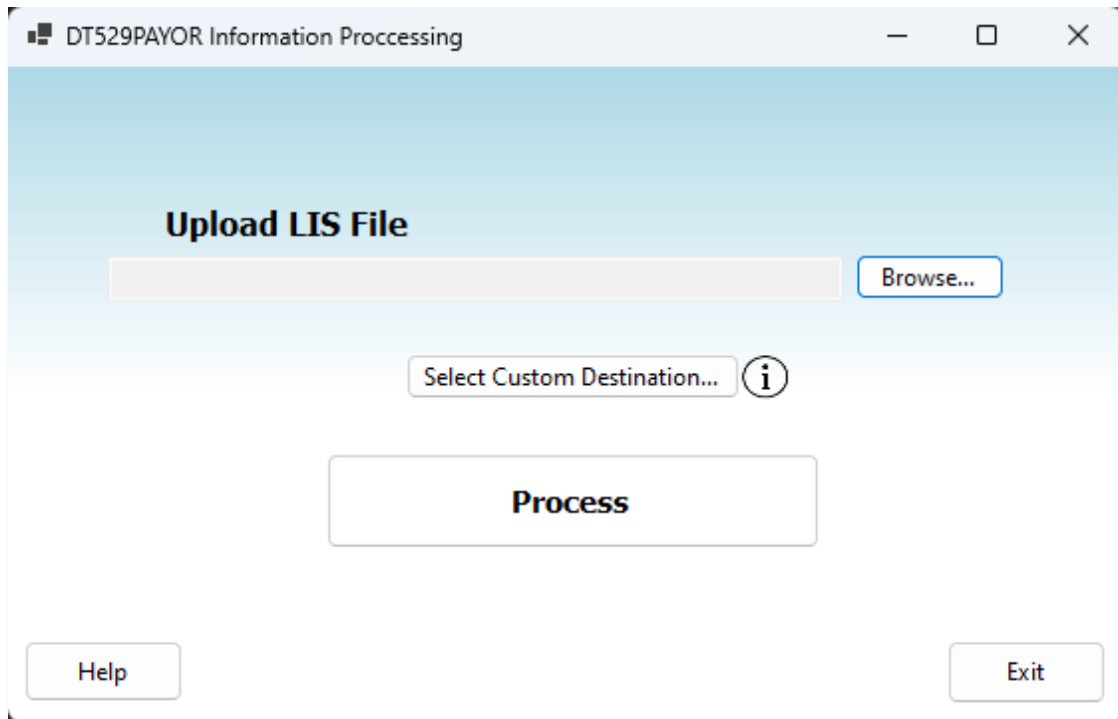 DT529PAYOR Information Proccessing
Upload LIS File
Browse...
Select Custom Destination... i
Process
Help Exit